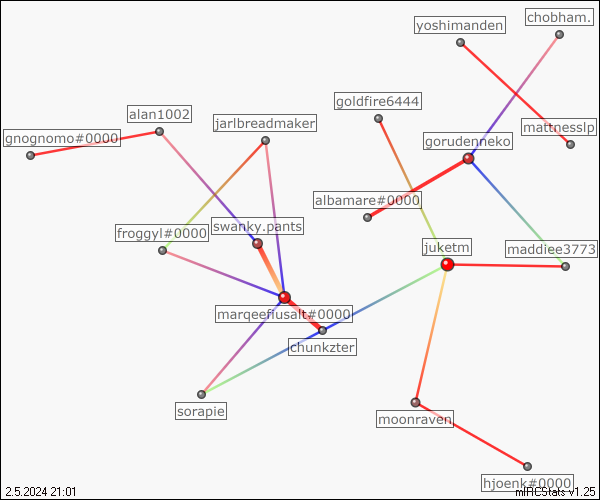 chobham.
yoshimanden
goldfire6444
alan1002
jarlbreadmaker
mattnesslp
gnognomo#0000
gorudenneko
albamare#0000
swanky.pants
froggyl#0000
juketm
maddiee3773
marqeefiusalt#0000
chunkzter
sorapie
moonraven
hjoenk#0000
2.5.2024 21:01
mIRCStats v1.25